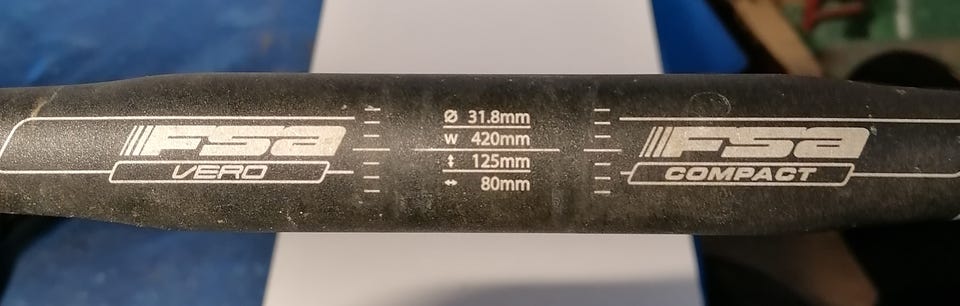 FSA
VERO
Ø 31.8mm
W 420mm
↕ 125mm
↔ 80mm
FSA
COMPACT